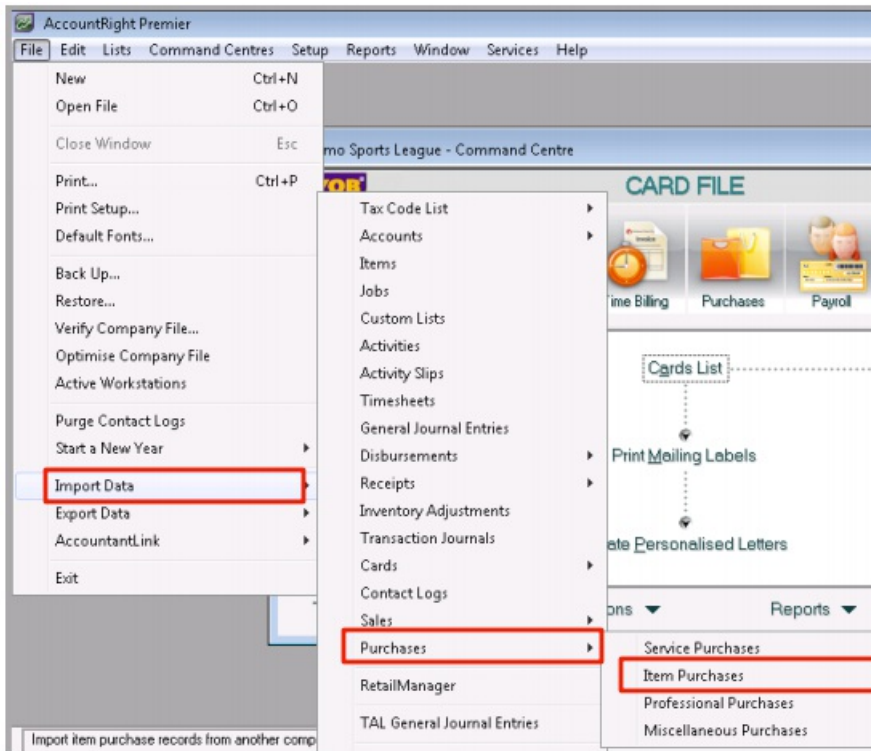 AccountRight Premier
File Edit Lists Command Centres Setup Reports Window Services Help
New Ctrl+N
Open File Ctrl+O
Close Window Esc
Print... Ctrl+P
Print Setup...
Default Fonts...
Back Up...
Restore...
Verify Company File...
Optimise Company File
Active Workstations
Purge Contact Logs
Start a New Year
Import Data
Export Data
AccountantLink
Exit
mo Sports League - Command Centre
YOB
CARD FILE
ime Billing Purchases Payroll
Tax Code List
Accounts
Items
Jobs
Custom Lists
Activities
Activity Slips
Timesheets
General Journal Entries
Disbursements
Receipts
Inventory Adjustments
Transaction Journals
Cards
Contact Logs
Sales
Purchases
RetailManager
TAL General Journal Entries
Cards List
Print Mailing Labels
ate Personalised Letters
ons Reports
Service Purchases
Item Purchases
Professional Purchases
Miscellaneous Purchases
Import item purchase records from another comp